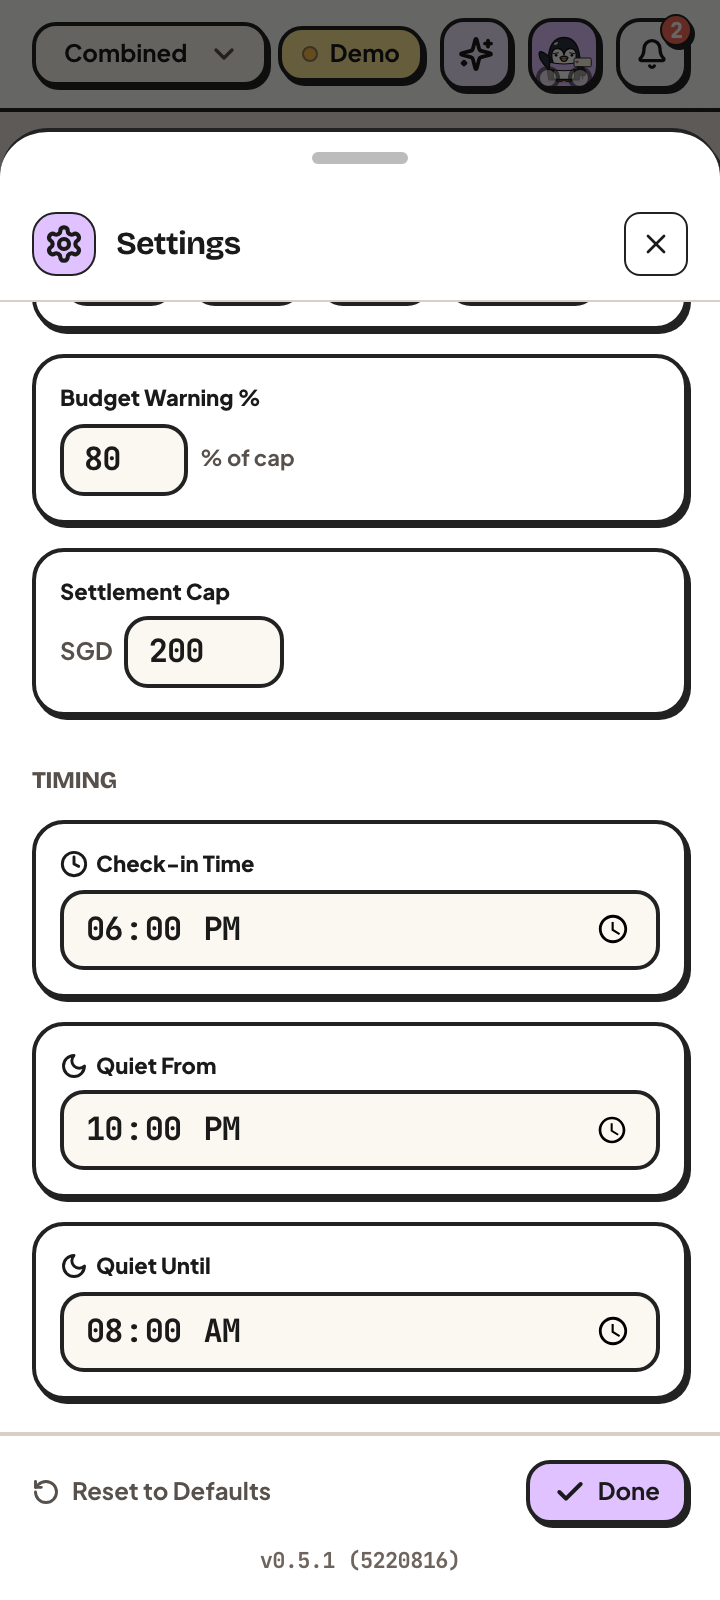 Combined
Demo
2
Settings
Budget Warning %
80 % of cap
Settlement Cap
SGD 200
TIMING
Check-in Time
06:00 PM
Quiet From
10:00 PM
Quiet Until
08:00 AM
Reset to Defaults
Done
v0.5.1 (5220816)